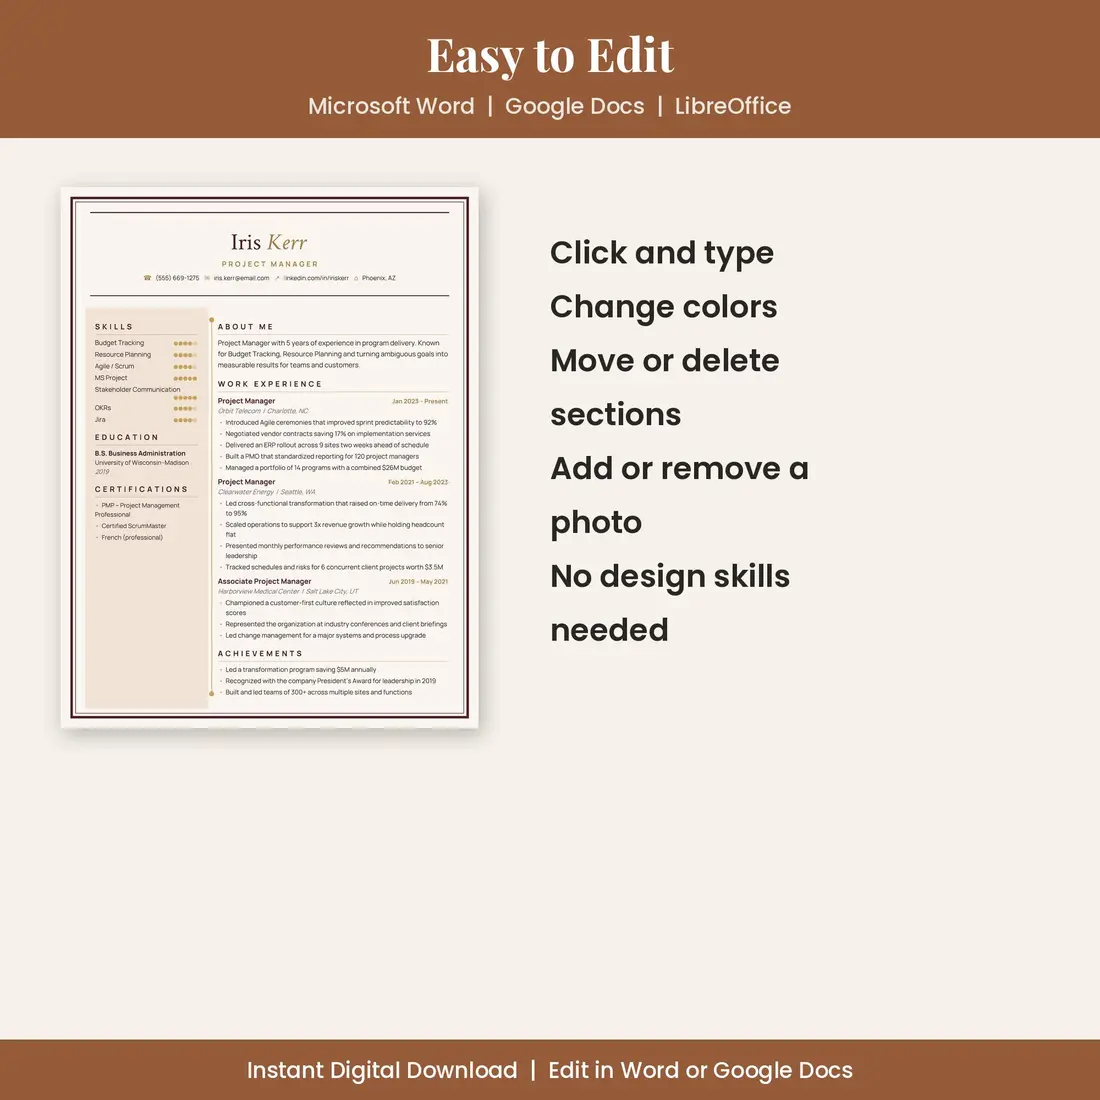 Easy to Edit
Microsoft Word | Google Docs | LibreOffice
Iris Kerr
PROJECT MANAGER
(555) 669-1275 iris.kerr@email.com linkedin.com/in/iriskerr Phoenix, AZ
SKILLS
Budget Tracking
Resource Planning
Agile / Scrum
MS Project
Stakeholder Communication
OKRs
Jira
EDUCATION
B.S. Business Administration
University of Wisconsin-Madison
2019
CERTIFICATIONS
· PMP – Project Management
Professional
· Certified ScrumMaster
· French (professional)
ABOUT ME
Project Manager with 5 years of experience in program delivery. Known
for Budget Tracking, Resource Planning and turning ambiguous goals into
measurable results for teams and customers.
WORK EXPERIENCE
Project Manager Jan 2023 – Present
Orbit Telecom | Charlotte, NC
· Introduced Agile ceremonies that improved sprint predictability to 92%
· Negotiated vendor contracts saving 17% on implementation services
· Delivered an ERP rollout across 9 sites two weeks ahead of schedule
· Built a PMO that standardized reporting for 120 project managers
· Managed a portfolio of 14 programs with a combined $26M budget
Project Manager Feb 2021 – Aug 2023
Clearwater Energy | Seattle, WA
· Led cross-functional transformation that raised on-time delivery from 74%
to 95%
· Scaled operations to support 3x revenue growth while holding headcount
flat
· Presented monthly performance reviews and recommendations to senior
leadership
· Tracked schedules and risks for 6 concurrent client projects worth $3.5M
Associate Project Manager Jun 2019 – May 2021
Harborview Medical Center | Salt Lake City, UT
· Championed a customer-first culture reflected in improved satisfaction
scores
· Represented the organization at industry conferences and client briefings
· Led change management for a major systems and process upgrade
ACHIEVEMENTS
· Led a transformation program saving $5M annually
· Recognized with the company President's Award for leadership in 2019
· Built and led teams of 300+ across multiple sites and functions
Click and type
Change colors
Move or delete
sections
Add or remove a
photo
No design skills
needed
Instant Digital Download | Edit in Word or Google Docs